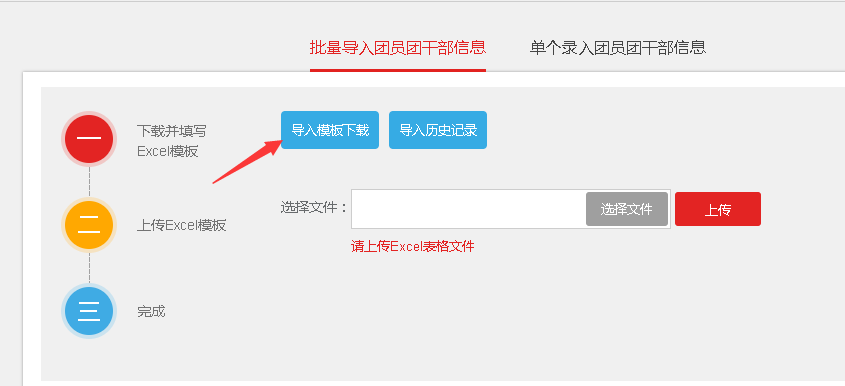 批量导入团员团干部信息
单个录入团员团干部信息
一
下载并填写
Excel模板
导入模板下载
导入历史记录
二
上传Excel模板
选择文件：
选择文件
上传
请上传Excel表格文件
三
完成